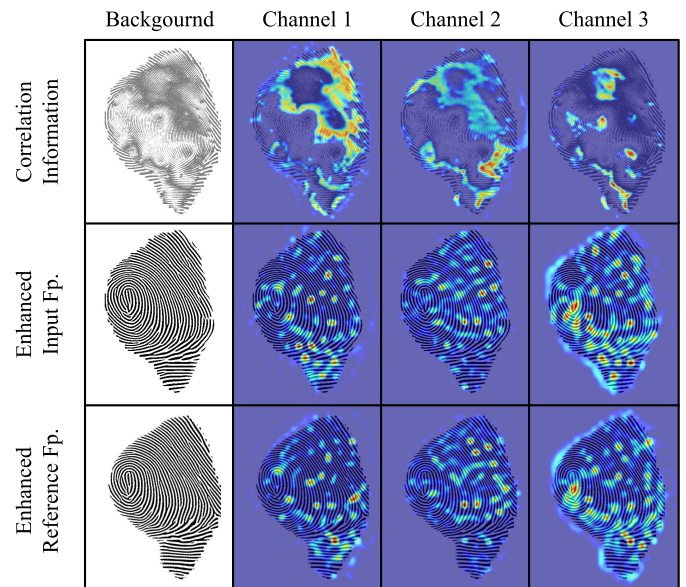 Backgournd Channel 1 Channel 2 Channel 3
Correlation
Information
Enhanced
Input Fp.
Enhanced
Reference Fp.